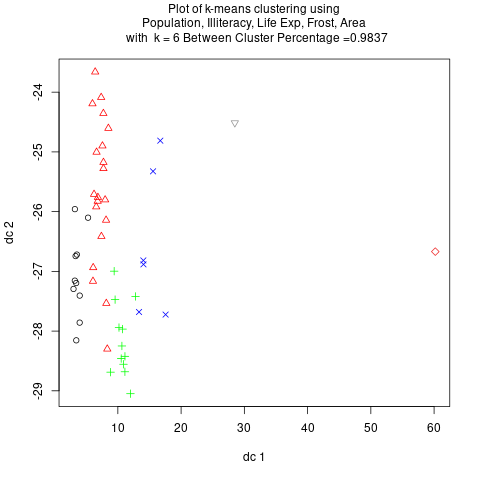 Plot of k-means clustering using
Population, Illiteracy, Life Exp, Frost, Area
with  k = 6 Between Cluster Percentage =0.9837
-24
-25
-26
-27
-28
-29
dc 2
10 20 30 40 50 60
dc 1